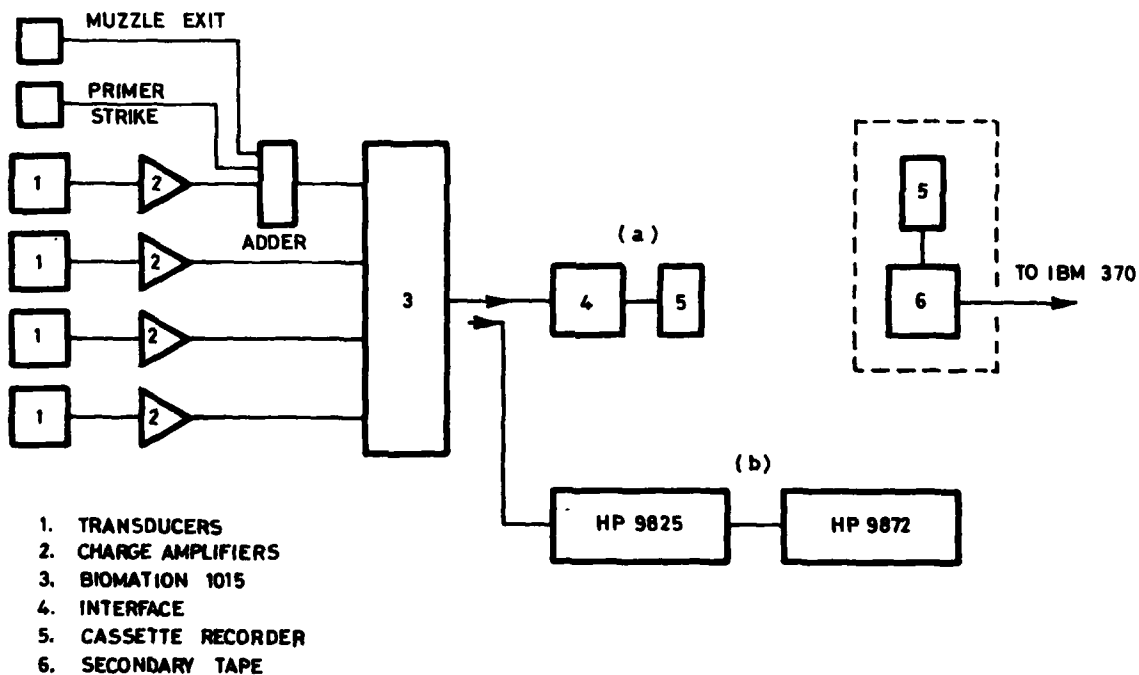 MUZZLE EXIT
PRIMER
STRIKE
1
2
ADDER
1
2
1
2
1
2
3
(a)
4
5
5
6
TO IBM 370
(b)
HP 9825
HP 9872
1. TRANSDUCERS
2. CHARGE AMPLIFIERS
3. BIOMATION 1015
4. INTERFACE
5. CASSETTE RECORDER
6. SECONDARY TAPE